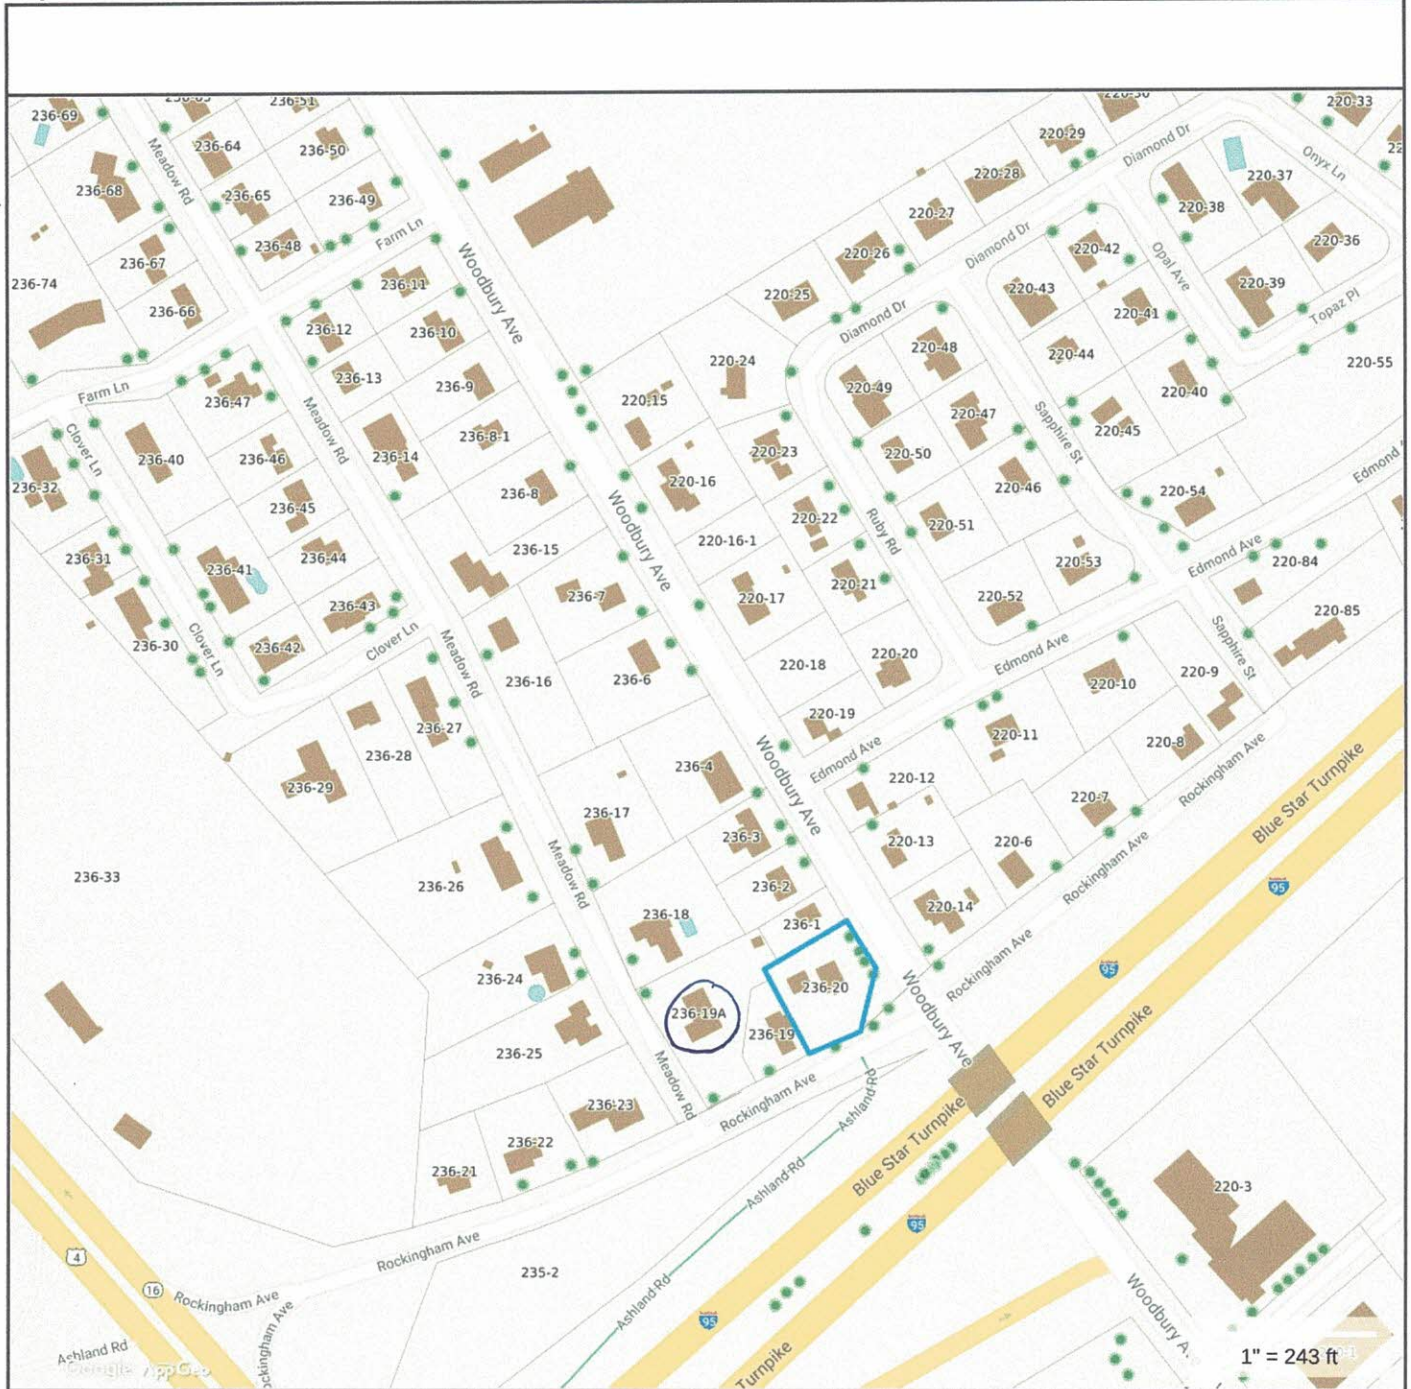 236-69
236-51
220-33
236-64
236-50
220-29
Diamond Dr
Onyx Ln
Meadow Rd
236-68
236-65
236-49
220-28
220-37
220-38
220-27
Farm Ln
236-48
Diamond Dr
220-42
220-36
220-26
Opal Ave
236-67
236-74
Woodbury Ave
236-11
220-25
220-43
220-39
236-66
Diamond Dr
220-41
Topaz Pl
236-12
236-10
220-48
220-44
220-24
220-55
236-13
236-9
220-49
220-40
Farm Ln
236-47
220-15
220-47
Sapphire St
220-45
Meadow Rd
236-8-1
Clover Ln
236-40
236-46
236-14
220-23
220-50
Edmond
236-32
220-16
220-46
236-8
220-54
236-45
220-22
220-51
Woodbury Ave
Ruby Rd
220-16-1
236-31
236-44
236-15
Edmond Ave
220-84
220-53
236-41
220-21
236-7
220-17
220-52
236-43
220-85
236-30
Clover Ln
236-42
Clover Ln
Meadow Rd
220-20
Edmond Ave
Sapphire St
220-18
236-16
236-6
220-9
220-10
220-19
236-27
220-11
220-8
236-28
236-4
Woodbury Ave
Edmond Ave
Rockingham Ave
236-29
220-12
220-7
Blue Star Turnpike
236-17
236-3
220-13
220-6
Rockingham Ave
236-33
236-26
Meadow Rd
236-2
95
220-14
236-18
236-1
Rockingham Ave
95
236-24
236-20
Woodbury Ave
236-19A
236-19
236-25
Blue Star Turnpike
Meadow Rd
Rockingham Ave
Ashland Rd
236-23
Blue Star Turnpike
236-22
236-21
Ashland Rd
220-3
95
4
Rockingham Ave
235-2
16
Rockingham Ave
Ashland Rd
95
Woodbury A
Ashland Rd
Turnpike
1" = 243 ft
Google AppGeo